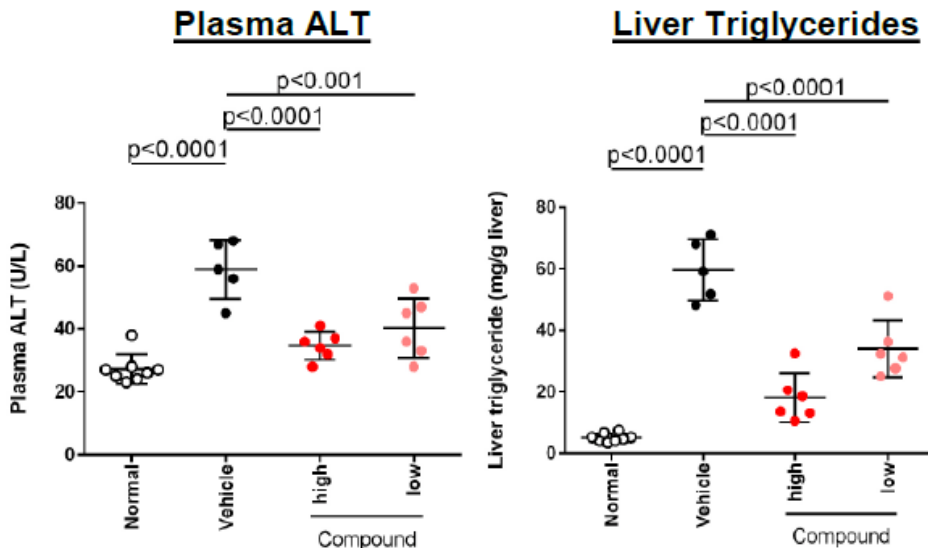 Plasma ALT
p<0.001
p<0.0001
p<0.0001
80
60
40
20
0
Plasma ALT (U/L)
Normal
Vehicle
high
low
Compound
Liver Triglycerides
p<0.0001
p<0.0001
p<0.0001
80
60
40
20
0
Liver triglyceride (mg/g liver)
Normal
Vehicle
high
low
Compound